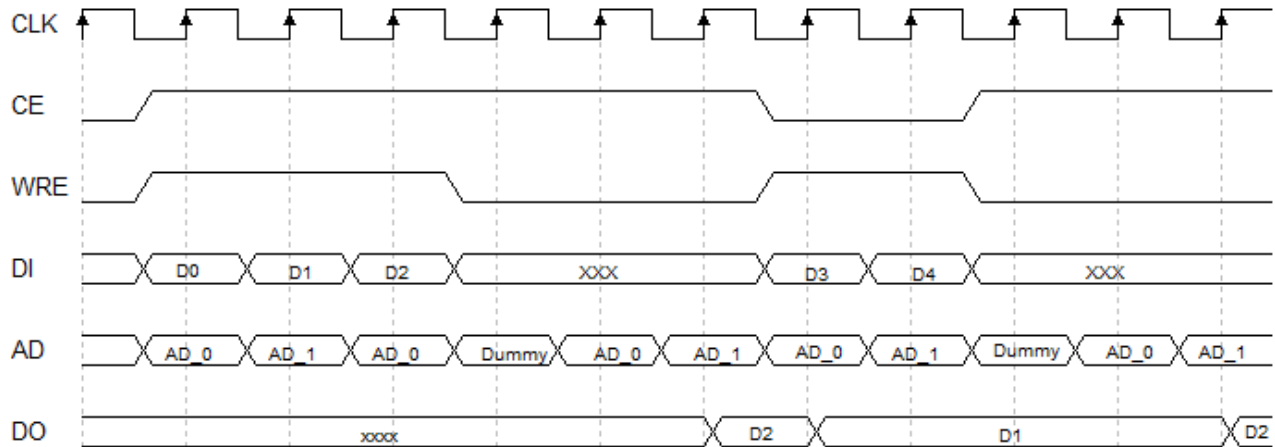 CLK
CE
WRE
DI D0 D1 D2 XXX D3 D4 XXX
AD AD_0 AD_1 AD_0 Dummy AD_0 AD_1 AD_0 AD_1 Dummy AD_0 AD_1
DO xxxx D2 D1 D2